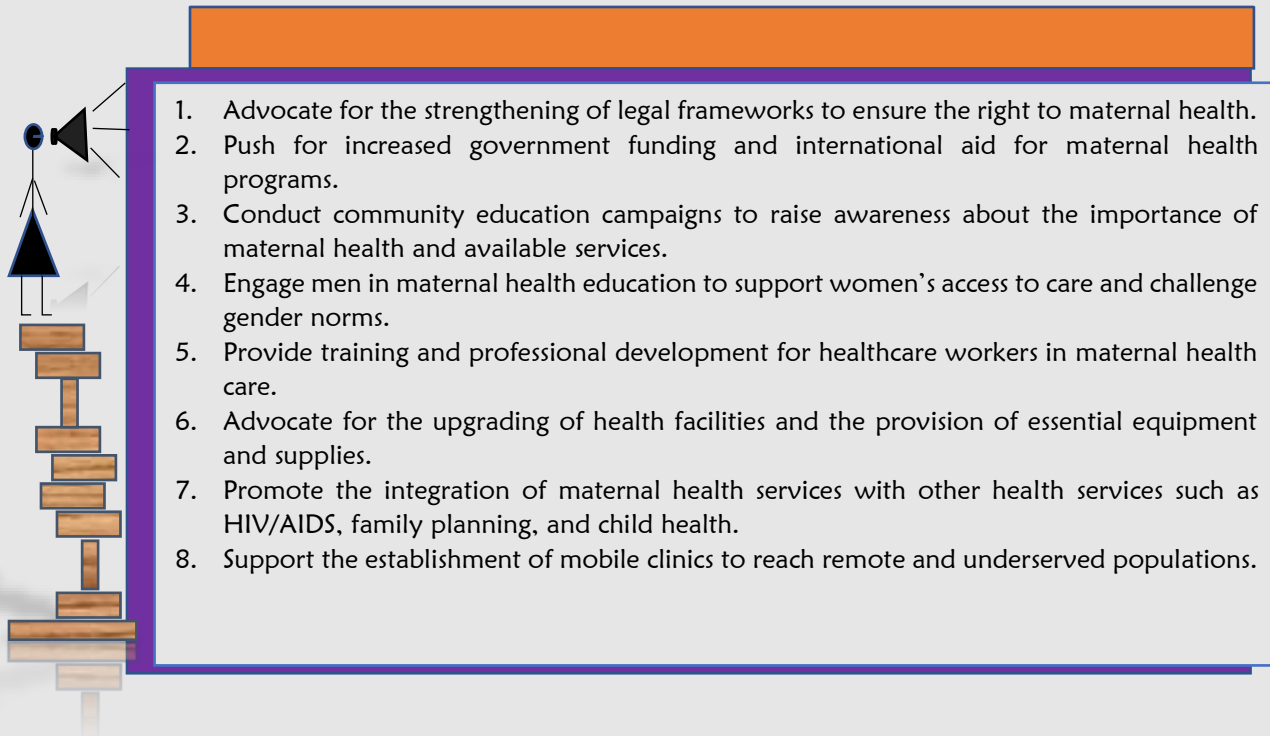 1. Advocate for the strengthening of legal frameworks to ensure the right to maternal health.
2. Push for increased government funding and international aid for maternal health
programs.
3. Conduct community education campaigns to raise awareness about the importance of
maternal health and available services.
4. Engage men in maternal health education to support women’s access to care and challenge
gender norms.
5. Provide training and professional development for healthcare workers in maternal health
care.
6. Advocate for the upgrading of health facilities and the provision of essential equipment
and supplies.
7. Promote the integration of maternal health services with other health services such as
HIV/AIDS, family planning, and child health.
8. Support the establishment of mobile clinics to reach remote and underserved populations.